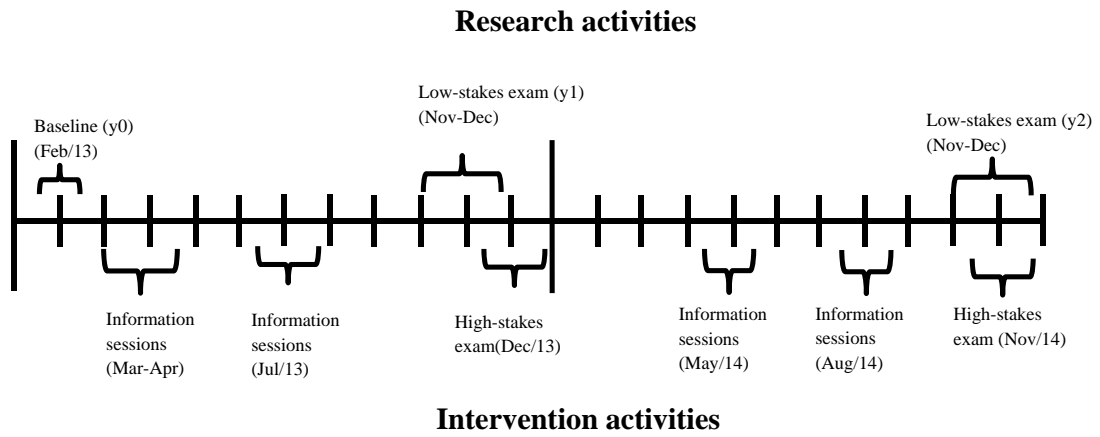 Research activities
Low-stakes exam (y1)
(Nov-Dec)
Low-stakes exam (y2)
(Nov-Dec)
Baseline (y0)
(Feb/13)
Information
sessions
(Mar-Apr)
Information
sessions
(Jul/13)
High-stakes
exam(Dec/13)
Information
sessions
(May/14)
Information
sessions
(Aug/14)
High-stakes
exam (Nov/14)
Intervention activities